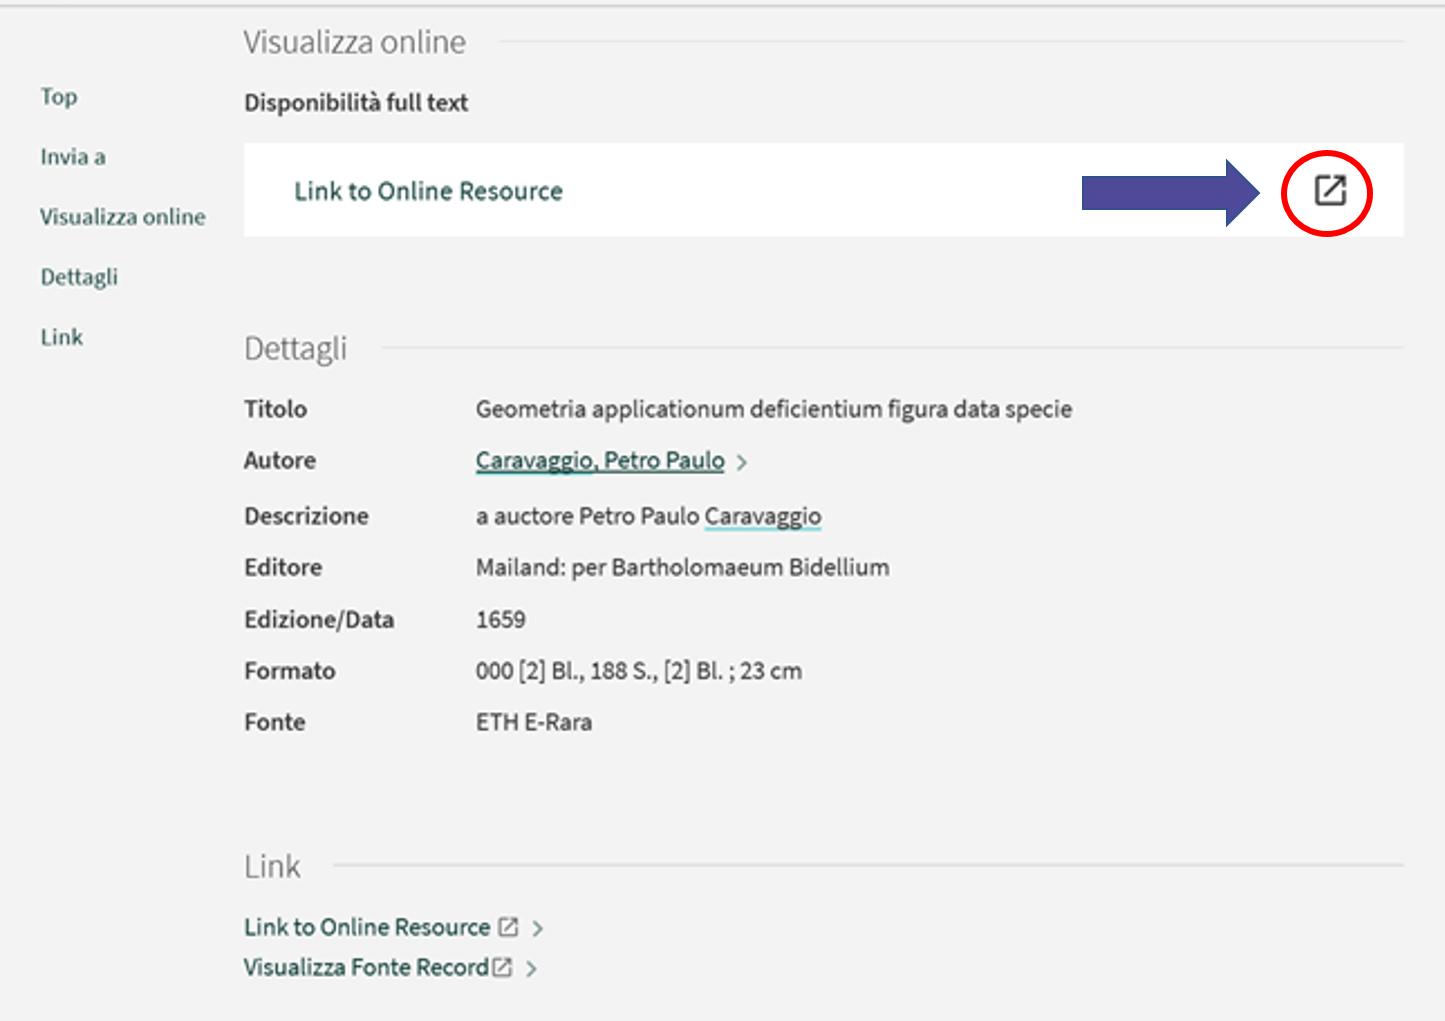 Visualizza online
Top
Disponibilità full text
Invia a
Link to Online Resource
Visualizza online
Dettagli
Link
Dettagli
Titolo Geometria applicationum deficientium figura data specie
Autore Caravaggio, Petro Paulo >
Descrizione a auctore Petro Paulo Caravaggio
Editore Mailand: per Bartholomaeum Bidellium
Edizione/Data 1659
Formato 000 [2] Bl., 188 S., [2] Bl. ; 23 cm
Fonte ETH E-Rara
Link
Link to Online Resource >
Visualizza Fonte Record >